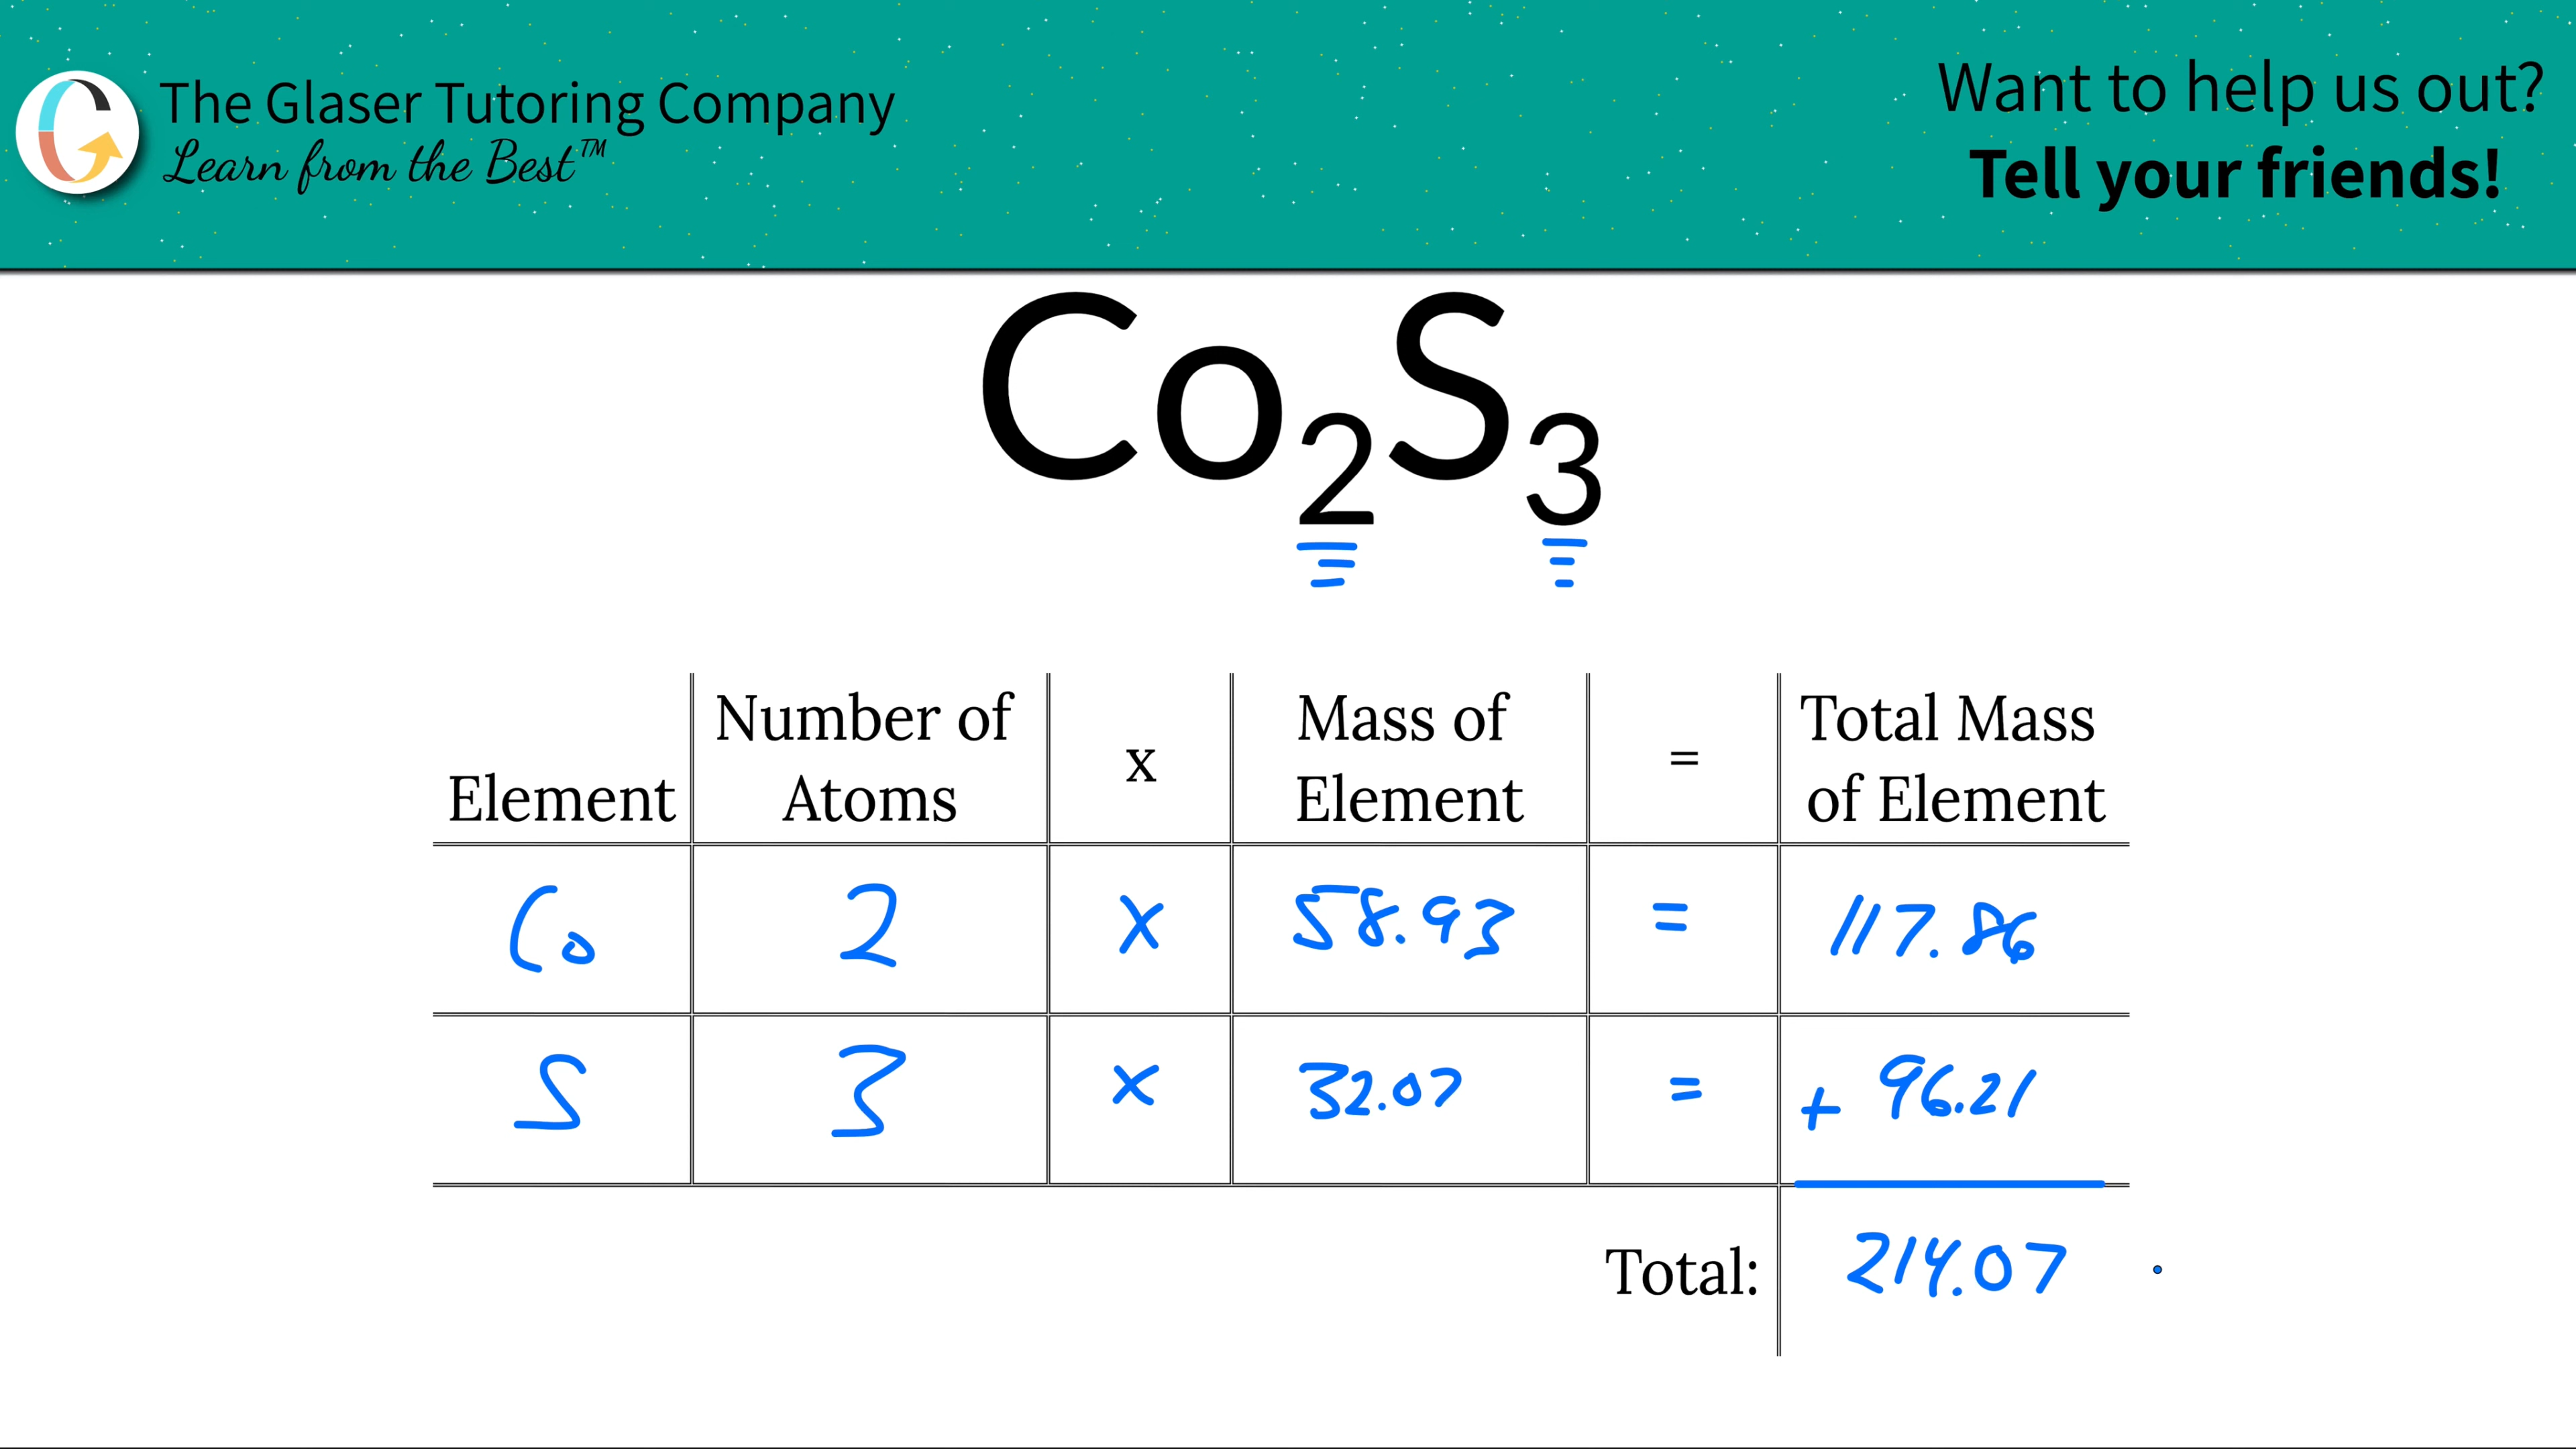 The Glaser Tutoring Company
Learn from the Best™
Want to help us out?
Tell your friends!
Co₂S₃
Element Number of Atoms x Mass of Element = Total Mass of Element
Co 2 x 58.93 = 117.86
S 3 x 32.07 = + 96.21
Total: 214.07